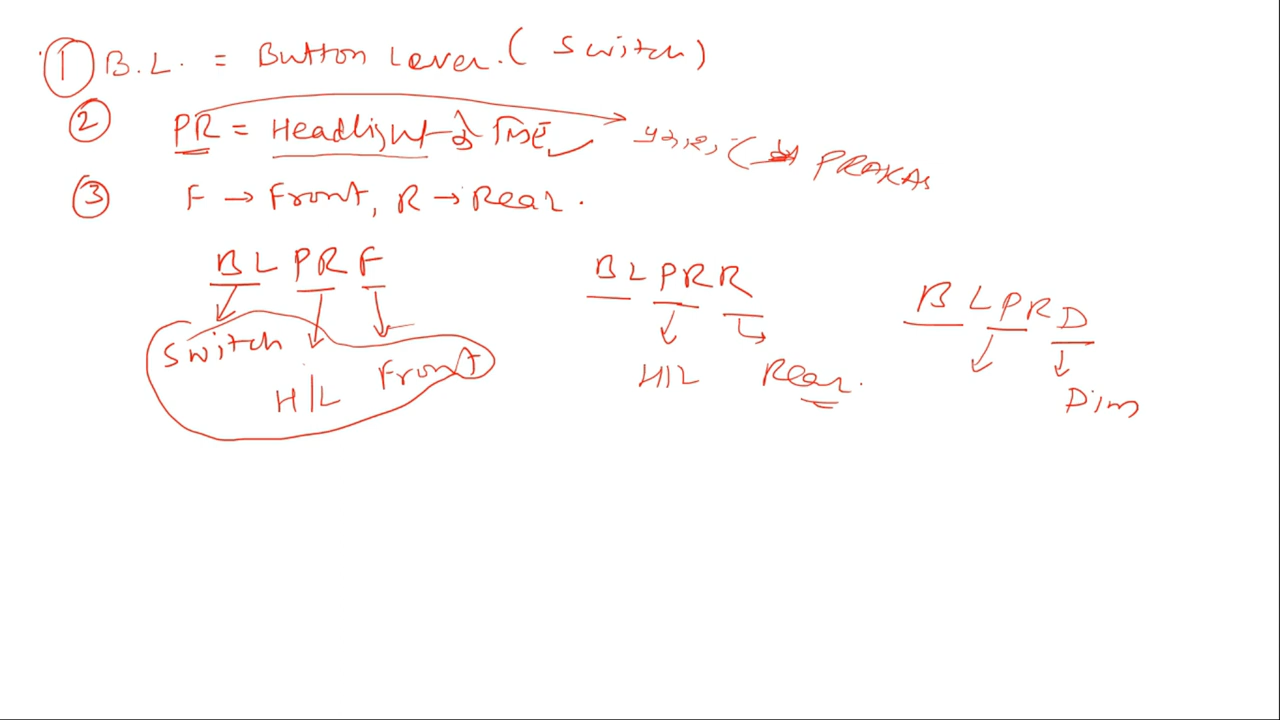 ① B.L. = Button Lever. ( Switch )
② PR = Headlight के लिए
PRAKAS
③ F → Front, R → Rear.
BLPRF BLPRR BLPRD
Switch H/L Front H/L Rear. Dim